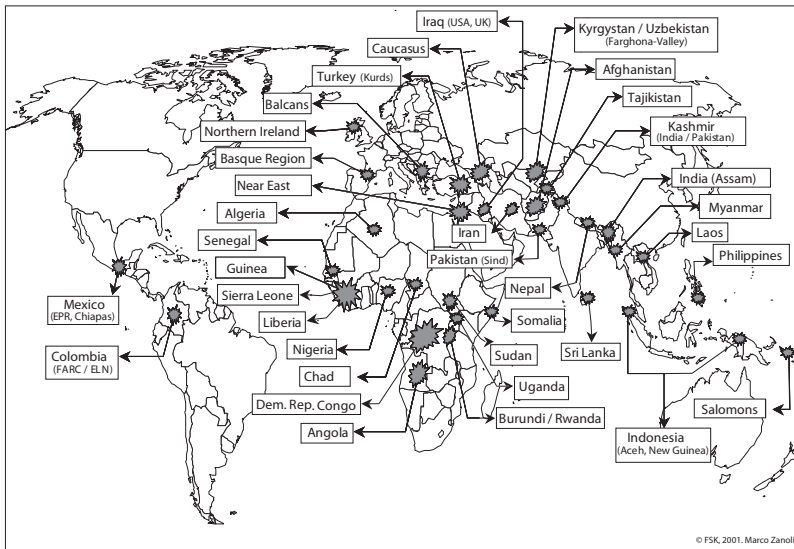 Iraq (USA, UK)
Kyrgystan / Uzbekistan
(Farghona-Valley)
Caucasus
Afghanistan
Turkey (Kurds)
Tajikistan
Balcans
Kashmir
(India / Pakistan)
Northern Ireland
Basque Region
India (Assam)
Near East
Myanmar
Algeria
Laos
Iran
Senegal
Philippines
Pakistan (Sind)
Guinea
Nepal
Sierra Leone
Mexico
(EPR, Chiapas)
Liberia
Somalia
Nigeria
Sri Lanka
Colombia
(FARC / ELN)
Sudan
Chad
Uganda
Dem. Rep. Congo
Salomons
Burundi / Rwanda
Angola
Indonesia
(Aceh, New Guinea)
© FSK, 2001. Marco Zanoli